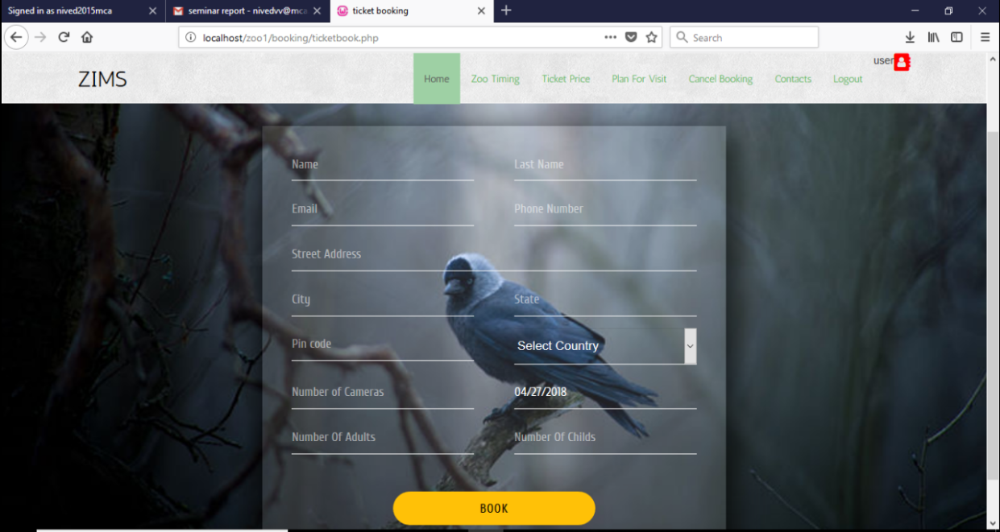 Signed in as nived2015mca
seminar report - nivedvv@mca
ticket booking
localhost/zoo1/booking/ticketbook.php
Search
user
ZIMS
Home Zoo Timing Ticket Price Plan For Visit Cancel Booking Contacts Logout
Name Last Name
Email Phone Number
Street Address
City State
Pin code Select Country
Number of Cameras 04/27/2018
Number Of Adults Number Of Childs
BOOK